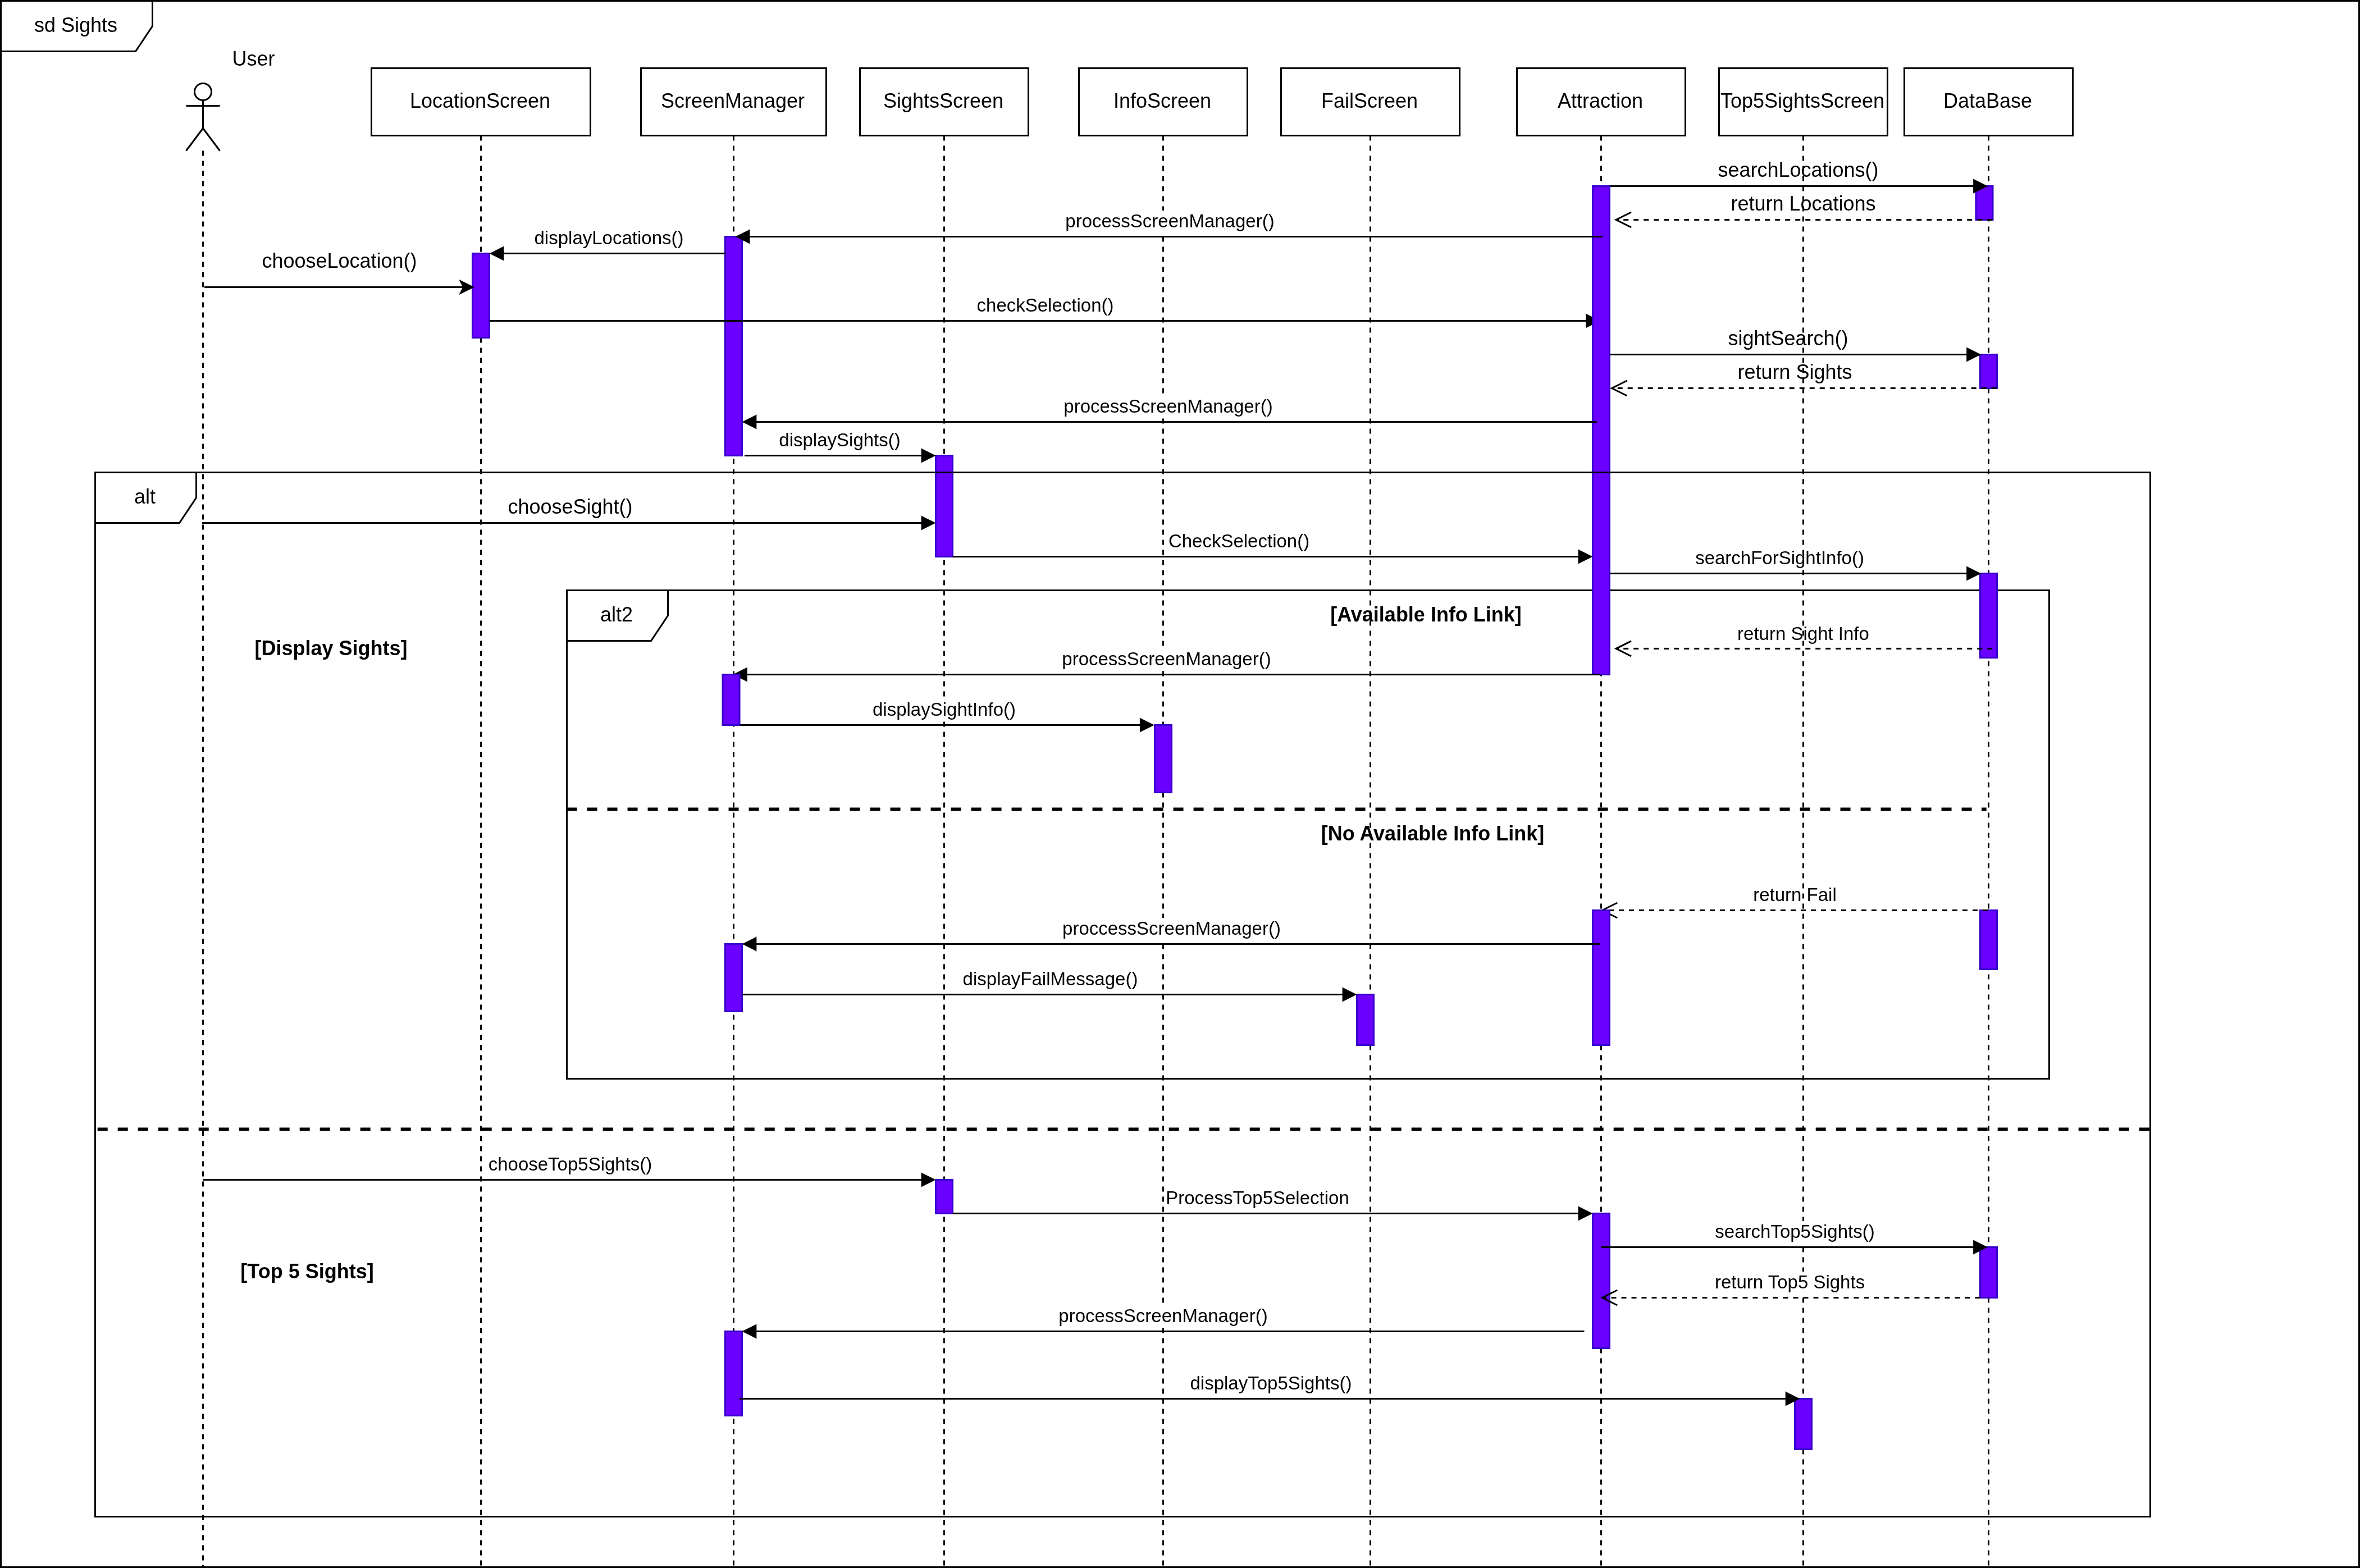 sd Sights
User
LocationScreen
ScreenManager
SightsScreen
InfoScreen
FailScreen
Attraction
Top5SightsScreen
DataBase
searchLocations()
return Locations
processScreenManager()
displayLocations()
chooseLocation()
checkSelection()
sightSearch()
return Sights
processScreenManager()
displaySights()
alt
chooseSight()
CheckSelection()
searchForSightInfo()
alt2
[Available Info Link]
return Sight Info
[Display Sights]
processScreenManager()
displaySightInfo()
[No Available Info Link]
return Fail
proccessScreenManager()
displayFailMessage()
chooseTop5Sights()
ProcessTop5Selection
searchTop5Sights()
[Top 5 Sights]
return Top5 Sights
processScreenManager()
displayTop5Sights()